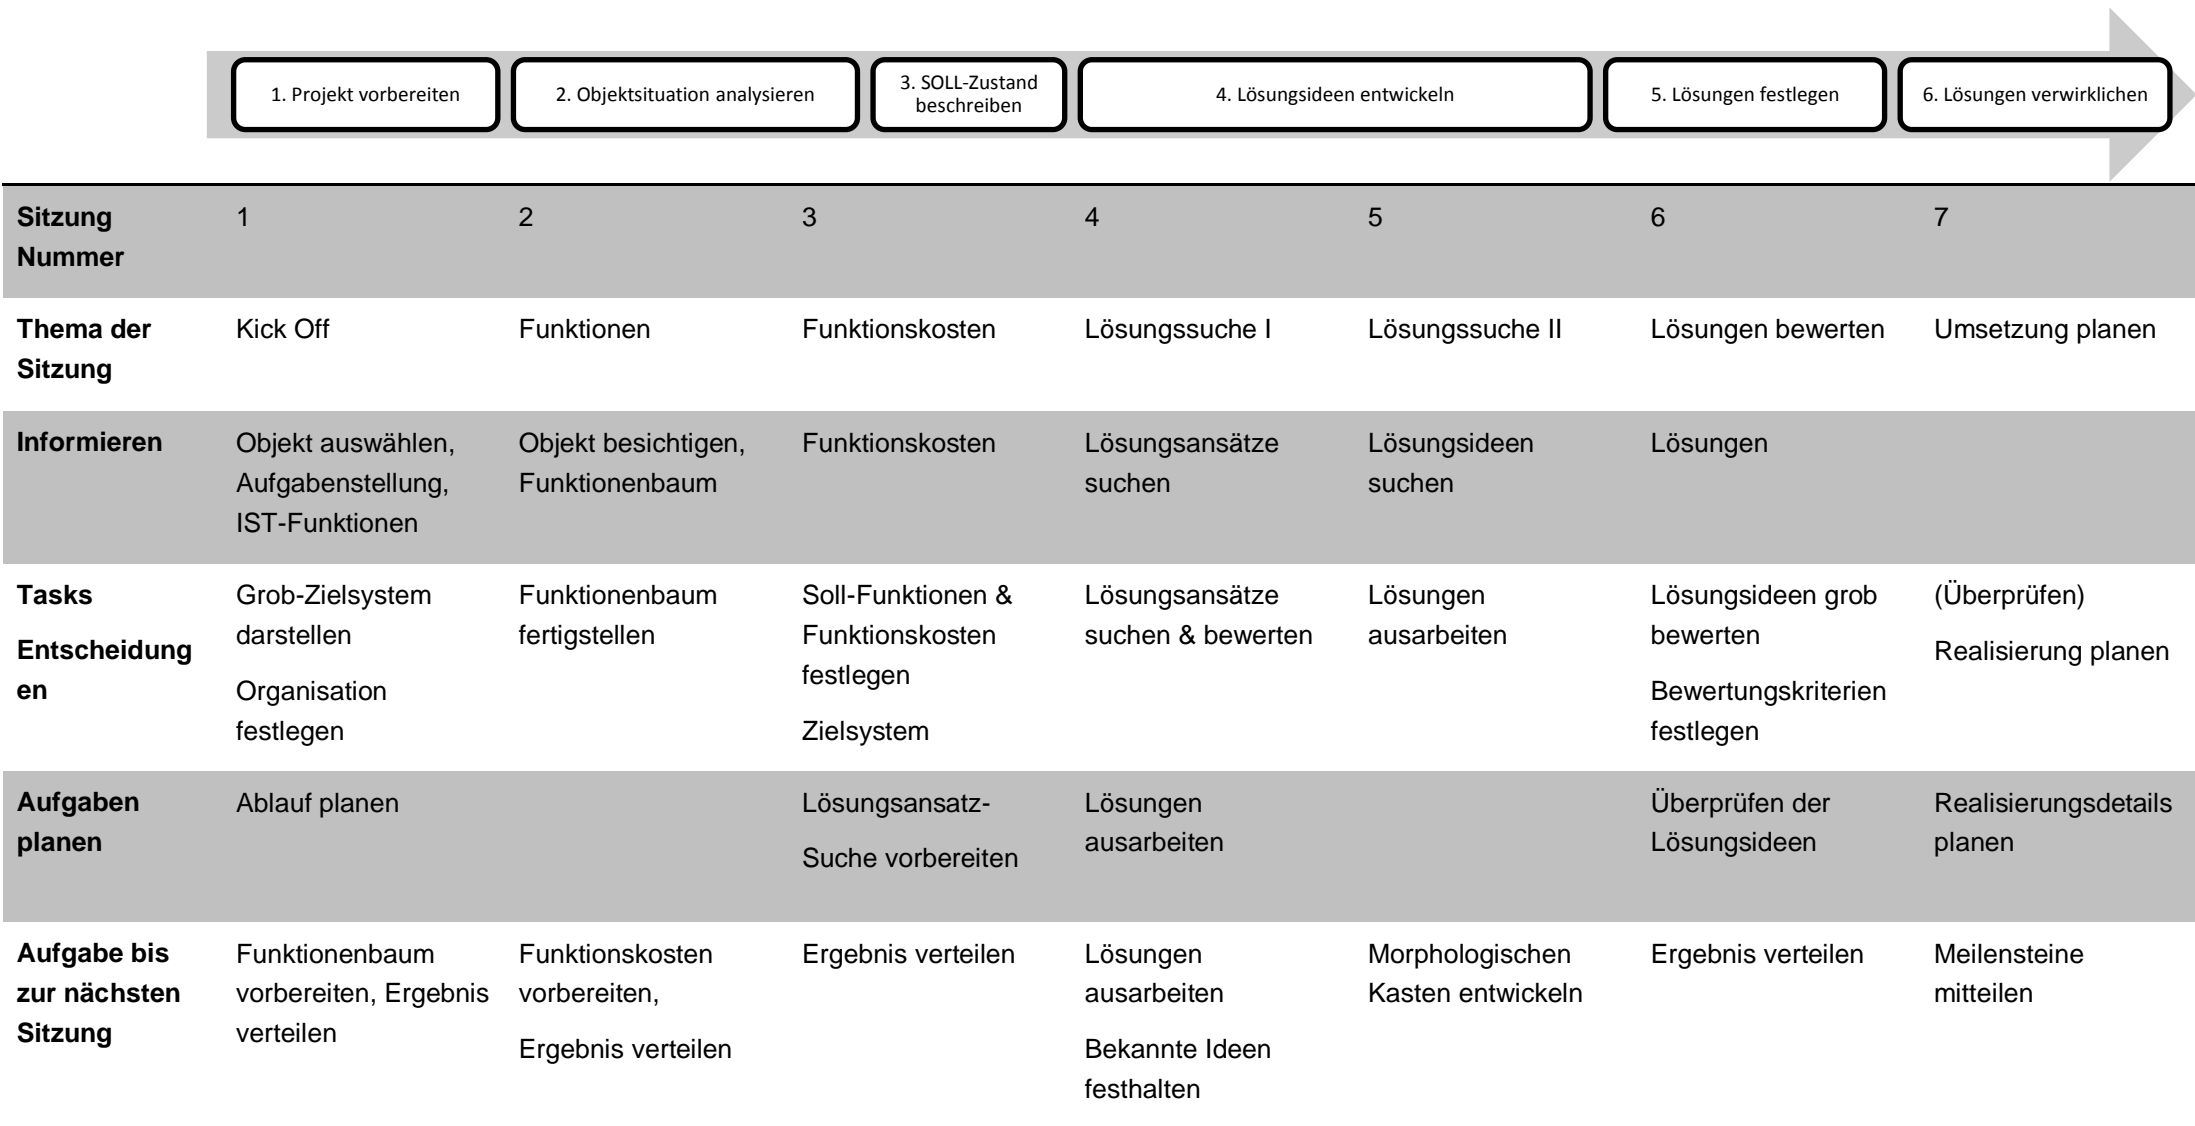 1. Projekt vorbereiten
2. Objektsituation analysieren
3. SOLL-Zustand
beschreiben
4. Lösungsideen entwickeln
5. Lösungen festlegen
6. Lösungen verwirklichen
Sitzung
Nummer
1
2
3
4
5
6
7
Thema der
Sitzung
Kick Off
Funktionen
Funktionskosten
Lösungssuche I
Lösungssuche II
Lösungen bewerten
Umsetzung planen
Informieren
Objekt auswählen,
Aufgabenstellung,
IST-Funktionen
Objekt besichtigen,
Funktionenbaum
Funktionskosten
Lösungsansätze
suchen
Lösungsideen
suchen
Lösungen
Tasks
Entscheidung
en
Grob-Zielsystem
darstellen
Organisation
festlegen
Funktionenbaum
fertigstellen
Soll-Funktionen &
Funktionskosten
festlegen
Zielsystem
Lösungsansätze
suchen & bewerten
Lösungen
ausarbeiten
Lösungsideen grob
bewerten
Bewertungskriterien
festlegen
(Überprüfen)
Realisierung planen
Aufgaben
planen
Ablauf planen
Lösungsansatz-
Suche vorbereiten
Lösungen
ausarbeiten
Überprüfen der
Lösungsideen
Realisierungsdetails
planen
Aufgabe bis
zur nächsten
Sitzung
Funktionenbaum
vorbereiten, Ergebnis
verteilen
Funktionskosten
vorbereiten,
Ergebnis verteilen
Ergebnis verteilen
Lösungen
ausarbeiten
Bekannte Ideen
festhalten
Morphologischen
Kasten entwickeln
Ergebnis verteilen
Meilensteine
mitteilen